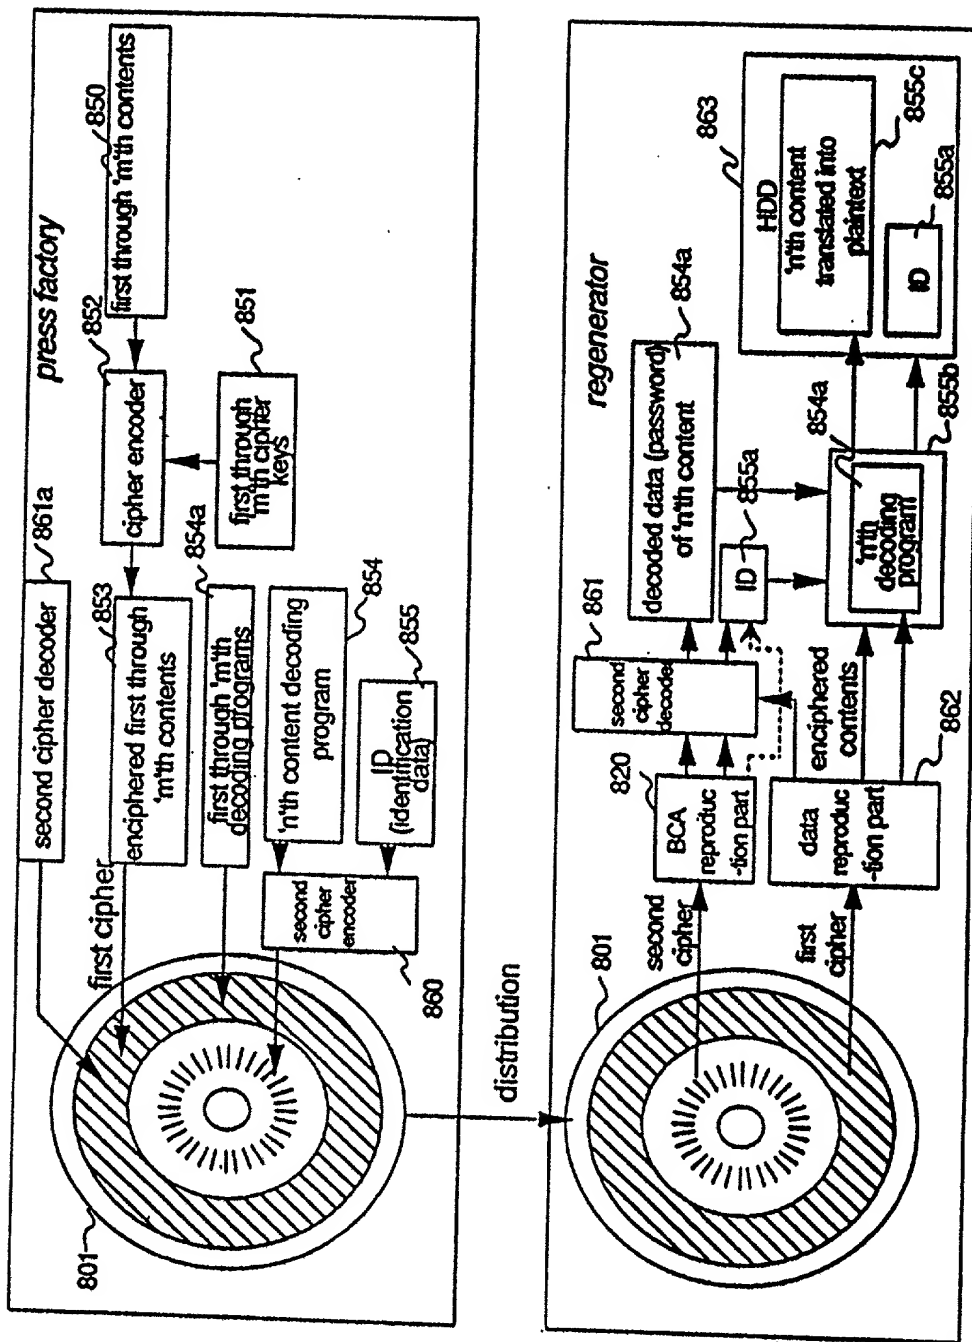 press factory
861a
second cipher decoder
852
cipher encoder
850
first through 'm'th contents
851
first through
'm'th cipher
keys
853
enciphered first through
'm'th contents
first cipher
854a
first through 'm'th
decoding programs
854
'n'th content decoding
program
855
ID
(identification
data)
second
cipher
encoder
860
801
distribution
regenerator
801
second
cipher
first
cipher
820
BCA
reproduc
-tion part
data
reproduc
-tion part
862
861
second
cipher
decoder
enciphered
contents
decoded data (password)
of 'n'th content
854a
ID
855a
854a
'n'th
decoding
program
855b
863
HDD
'n'th content
translated into
plaintext
855c
ID
855a